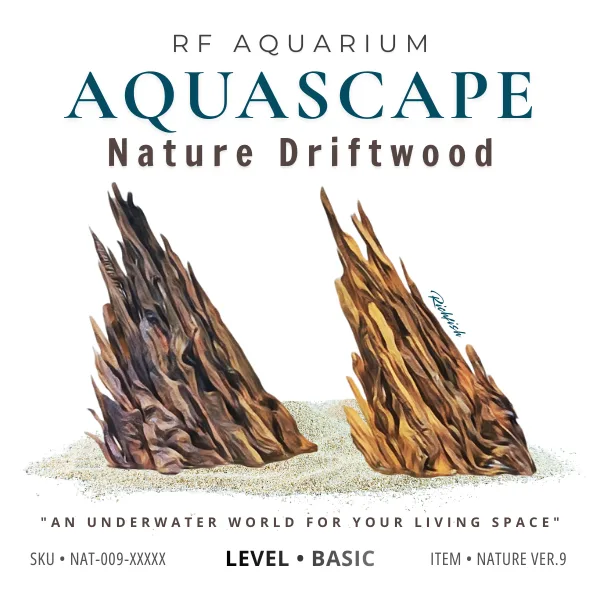 RF AQUARIUM
AQUASCAPE
Nature Driftwood
Richfish
"AN UNDERWATER WORLD FOR YOUR LIVING SPACE"
SKU • NAT-009-XXXXX
LEVEL • BASIC
ITEM • NATURE VER.9